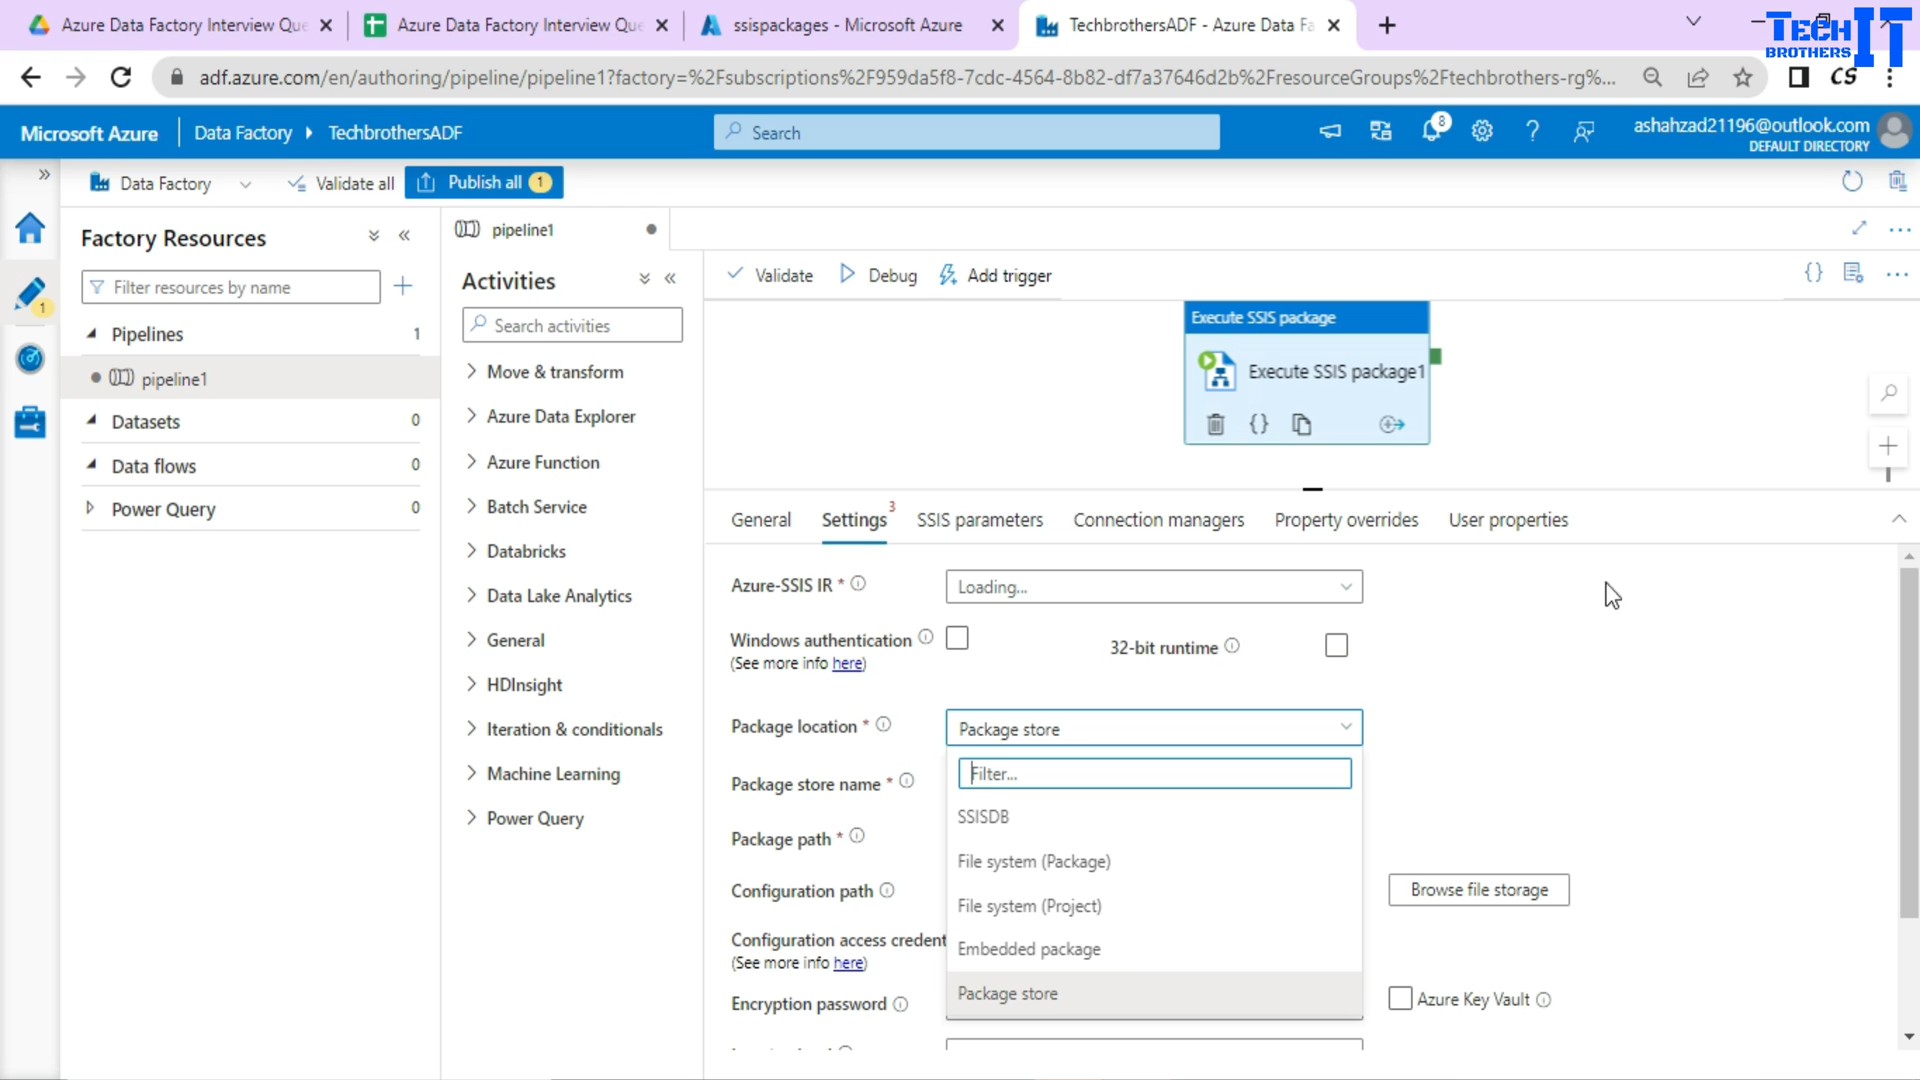 Azure Data Factory Interview Que
Azure Data Factory Interview Que
ssispackages - Microsoft Azure
TechbrothersADF - Azure Data Fa
TECH IT
BROTHERS
adf.azure.com/en/authoring/pipeline/pipeline1?factory=%2Fsubscriptions%2F959da5f8-7cdc-4564-8b82-df7a37646d2b%2FresourceGroups%2Ftechbrothers-rg%...
CS
Microsoft Azure
Data Factory
TechbrothersADF
Search
8
ashahzad21196@outlook.com
DEFAULT DIRECTORY
Data Factory
Validate all
Publish all 1
pipeline1
Factory Resources
Filter resources by name
1
Pipelines 1
pipeline1
Datasets 0
Data flows 0
Power Query 0
Activities
Search activities
Move & transform
Azure Data Explorer
Azure Function
Batch Service
Databricks
Data Lake Analytics
General
HDInsight
Iteration & conditionals
Machine Learning
Power Query
Validate
Debug
Add trigger
Execute SSIS package
Execute SSIS package1
General
Settings 3
SSIS parameters
Connection managers
Property overrides
User properties
Azure-SSIS IR *
Loading...
Windows authentication
(See more info here)
32-bit runtime
Package location *
Package store
Filter...
SSISDB
File system (Package)
File system (Project)
Embedded package
Package store
Package store name *
Package path *
Configuration path
Browse file storage
Configuration access credent
(See more info here)
Encryption password
Azure Key Vault